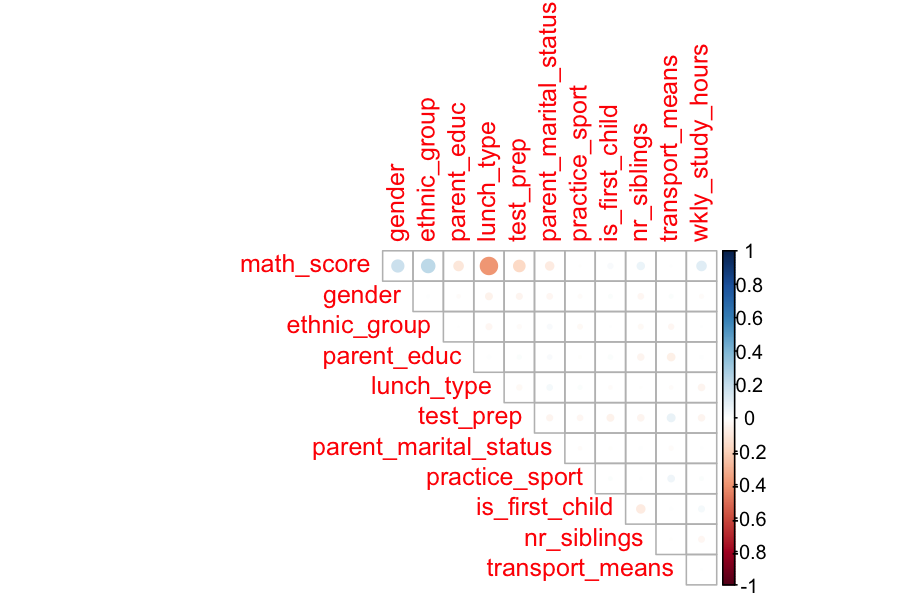 gender
ethnic_group
parent_educ
lunch_type
test_prep
parent_marital_status
practice_sport
is_first_child
nr_siblings
transport_means
wkly_study_hours
math_score
gender
ethnic_group
parent_educ
lunch_type
test_prep
parent_marital_status
practice_sport
is_first_child
nr_siblings
transport_means
1
0.8
0.6
0.4
0.2
0
-0.2
-0.4
-0.6
-0.8
-1